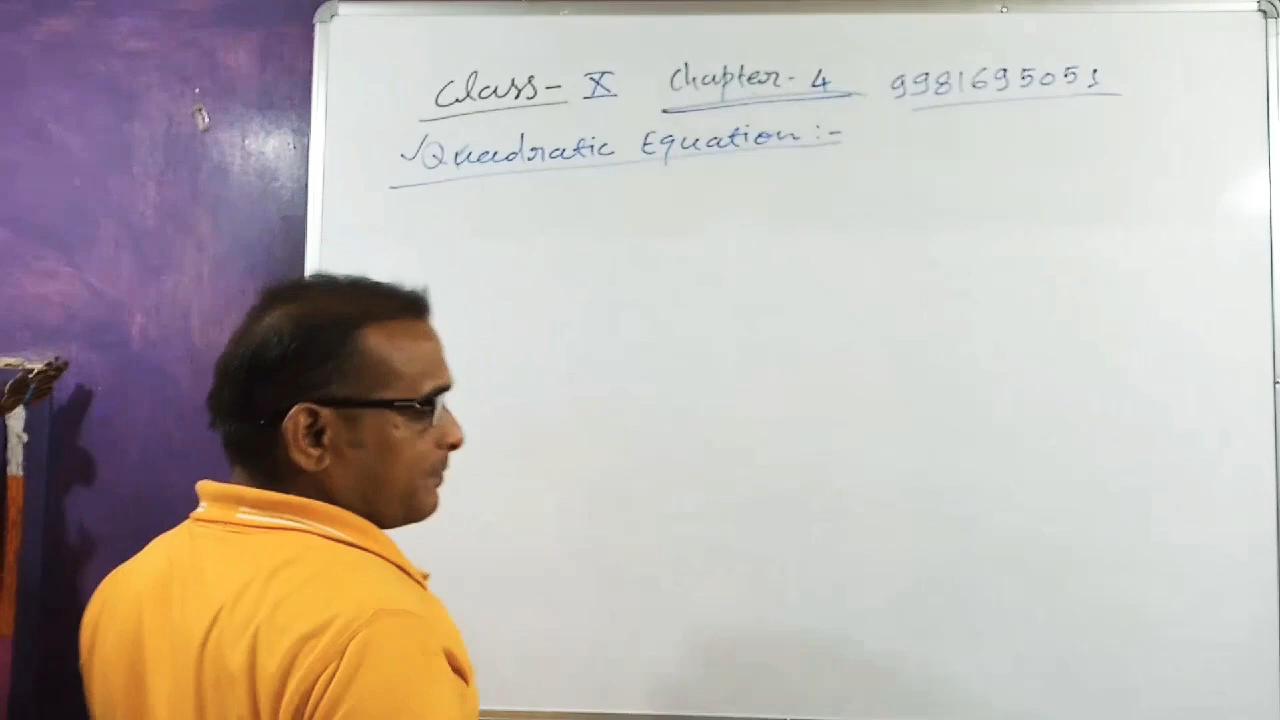 Class- X Chapter- 4 9981695051
✓Quadratic Equation:-